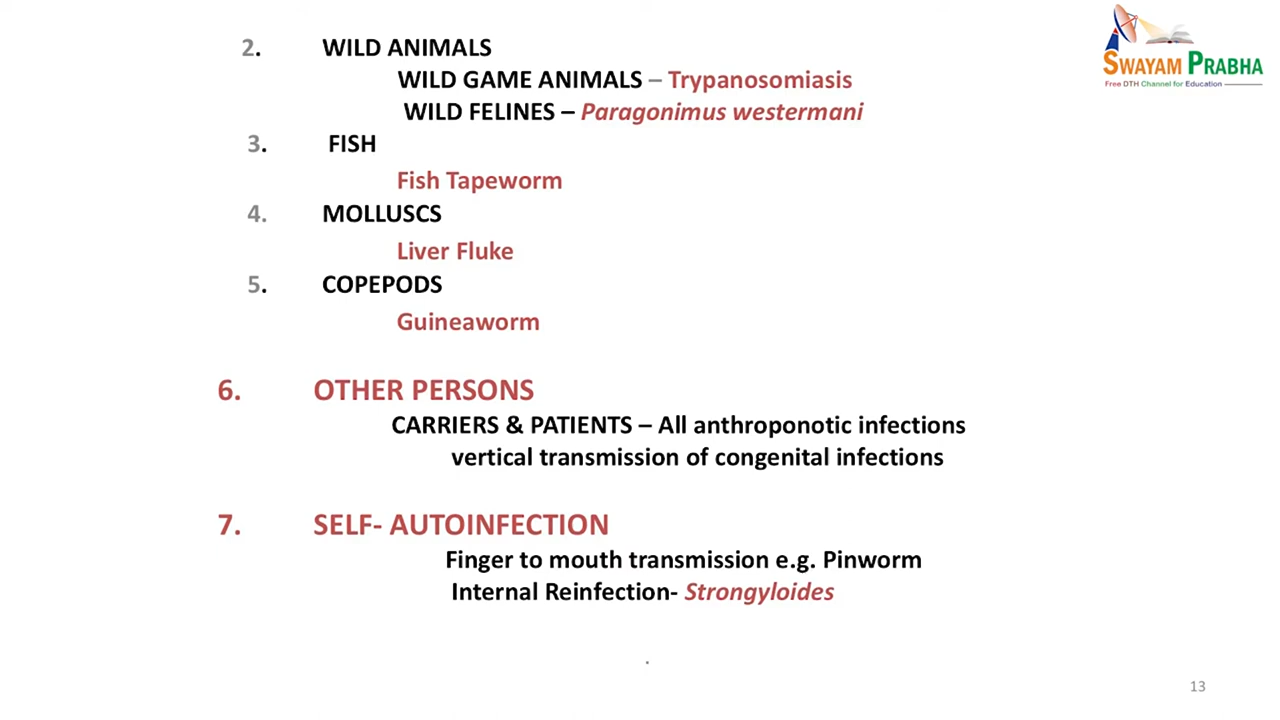 SWAYAM PRABHA
Free DTH Channel for Education
2. WILD ANIMALS
WILD GAME ANIMALS – Trypanosomiasis
WILD FELINES – Paragonimus westermani
3. FISH
Fish Tapeworm
4. MOLLUSCS
Liver Fluke
5. COPEPODS
Guineaworm
6. OTHER PERSONS
CARRIERS & PATIENTS – All anthroponotic infections
vertical transmission of congenital infections
7. SELF- AUTOINFECTION
Finger to mouth transmission e.g. Pinworm
Internal Reinfection- Strongyloides
.
13